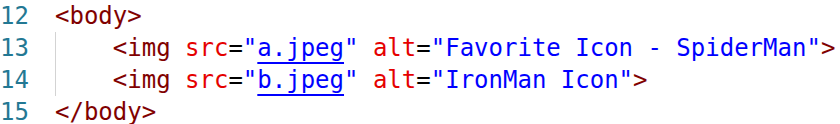 12 <body>
13 <img src="a.jpeg" alt="Favorite Icon - SpiderMan">
14 <img src="b.jpeg" alt="IronMan Icon">
15 </body>